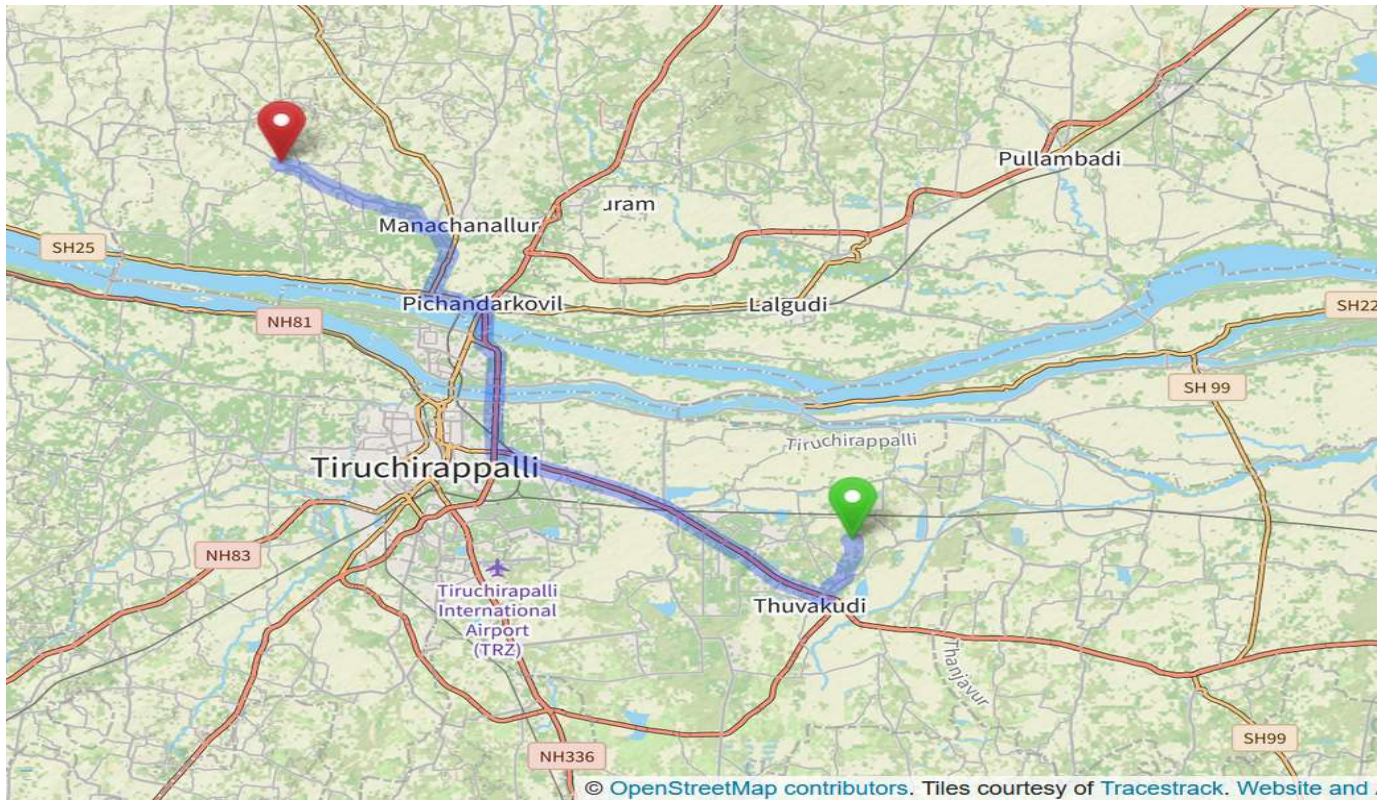 Pullambadi
Manachanallur
uram
SH25
Pichandarkovil
Lalgudi
SH22
NH81
SH 99
Tiruchirappalli
Tiruchirappalli
NH83
Tiruchirapalli
International
Airport
(TRZ)
Thuvakudi
Thanjavur
NH336
SH99
© OpenStreetMap contributors. Tiles courtesy of Tracestrack. Website and